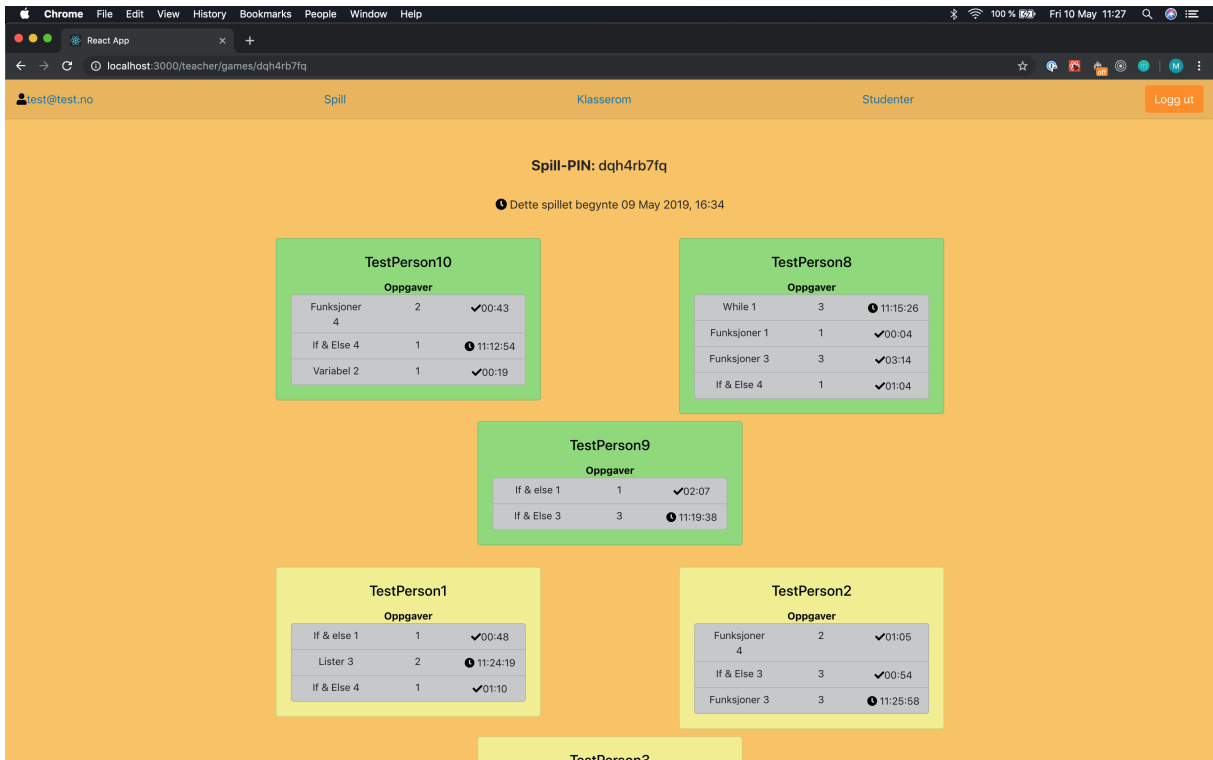 Chrome File Edit View History Bookmarks People Window Help 100 % Fri 10 May 11:27
React App
localhost:3000/teacher/games/dqh4rb7fq off M
test@test.no Spill Klasserom Studenter Logg ut
Spill-PIN: dqh4rb7fq
Dette spillet begynte 09 May 2019, 16:34
TestPerson10
Oppgaver
Funksjoner 4 2 00:43
If & Else 4 1 11:12:54
Variabel 2 1 00:19
TestPerson8
Oppgaver
While 1 3 11:15:26
Funksjoner 1 1 00:04
Funksjoner 3 3 03:14
If & Else 4 1 01:04
TestPerson9
Oppgaver
If & else 1 1 02:07
If & Else 3 3 11:19:38
TestPerson1
Oppgaver
If & else 1 1 00:48
Lister 3 2 11:24:19
If & Else 4 1 01:10
TestPerson2
Oppgaver
Funksjoner 4 2 01:05
If & Else 3 3 00:54
Funksjoner 3 3 11:25:58
TestPerson3